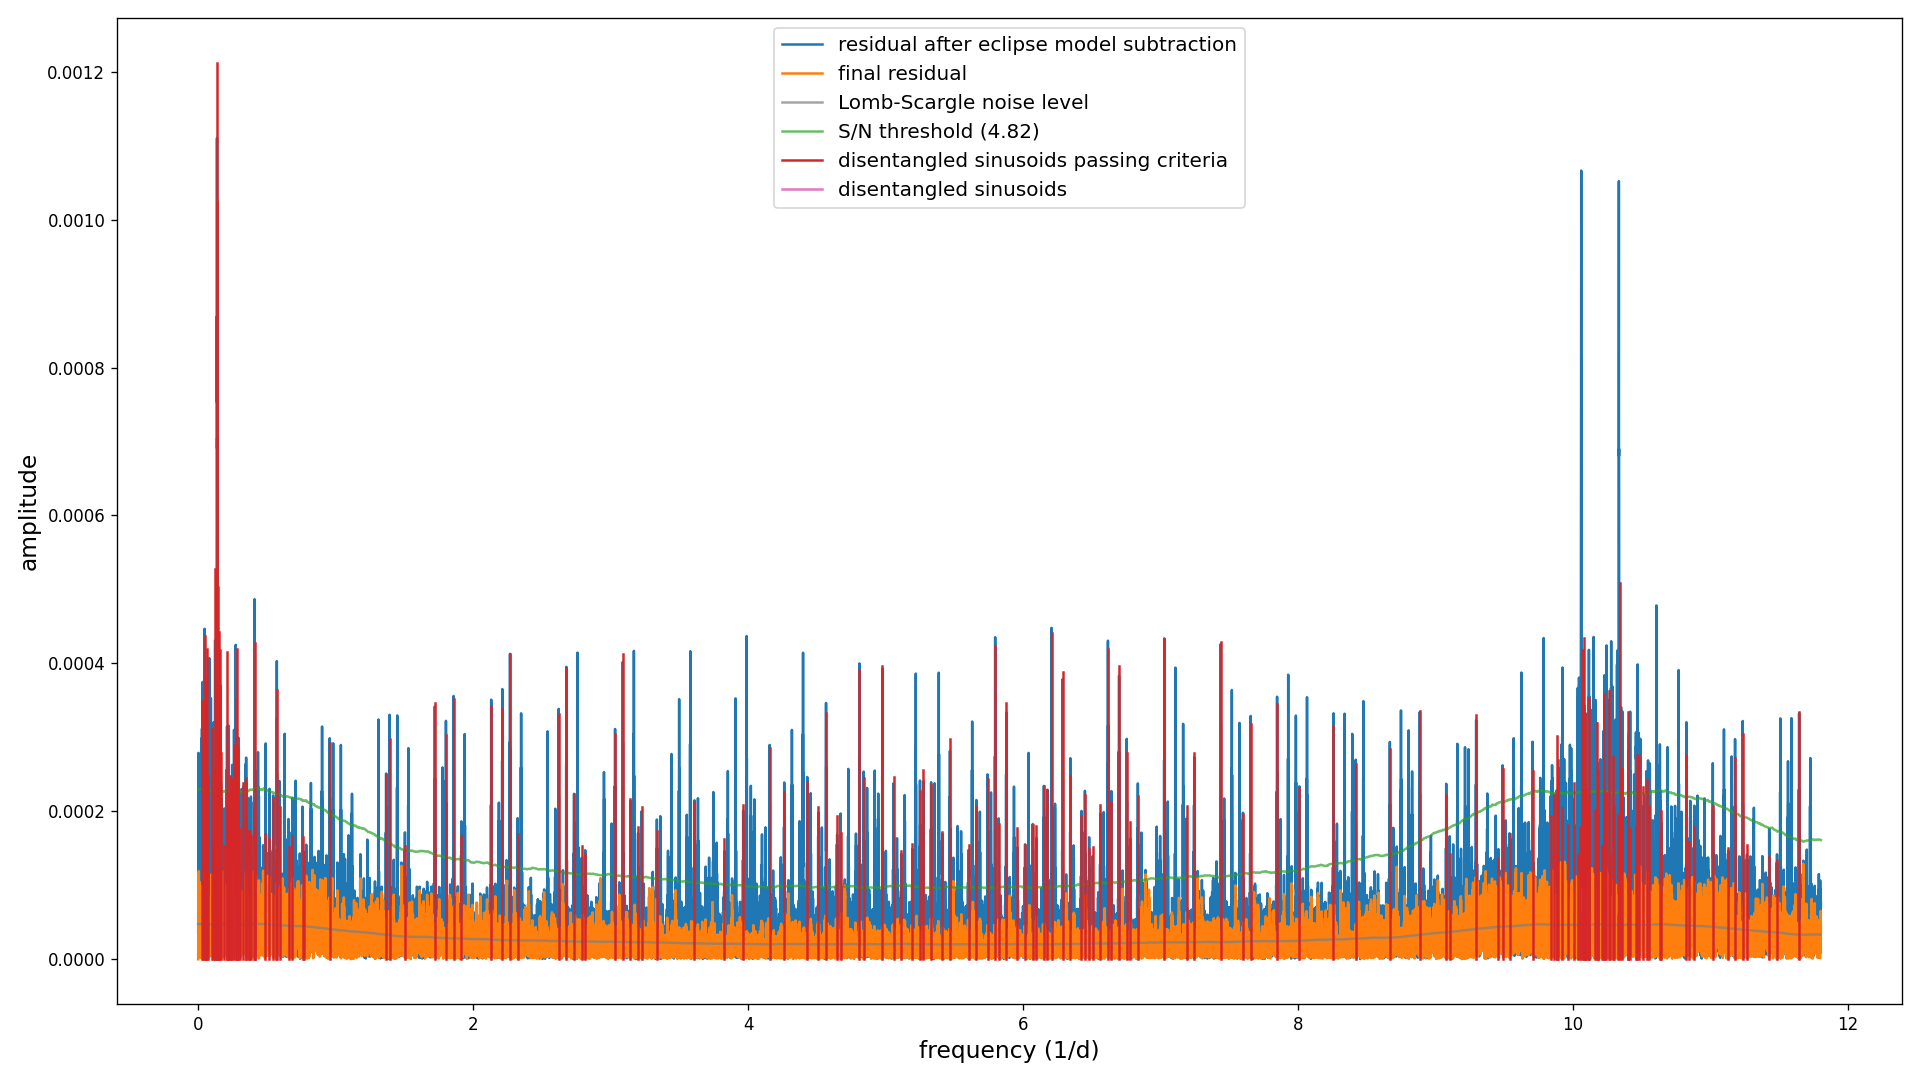 residual after eclipse model subtraction
final residual
Lomb-Scargle noise level
S/N threshold (4.82)
disentangled sinusoids passing criteria
disentangled sinusoids
0.0012
0.0010
0.0008
0.0006
0.0004
0.0002
0.0000
amplitude
0 2 4 6 8 10 12
frequency (1/d)